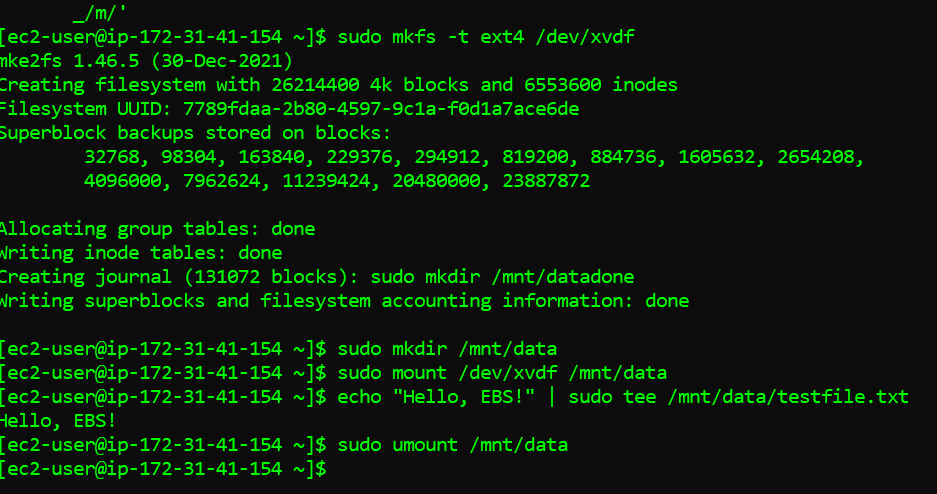 _/m/'
[ec2-user@ip-172-31-41-154 ~]$ sudo mkfs -t ext4 /dev/xvdf
mke2fs 1.46.5 (30-Dec-2021)
Creating filesystem with 26214400 4k blocks and 6553600 inodes
Filesystem UUID: 7789fdaa-2b80-4597-9c1a-f0d1a7ace6de
Superblock backups stored on blocks:
        32768, 98304, 163840, 229376, 294912, 819200, 884736, 1605632, 2654208,
        4096000, 7962624, 11239424, 20480000, 23887872
Allocating group tables: done
Writing inode tables: done
Creating journal (131072 blocks): sudo mkdir /mnt/datadone
Writing superblocks and filesystem accounting information: done
[ec2-user@ip-172-31-41-154 ~]$ sudo mkdir /mnt/data
[ec2-user@ip-172-31-41-154 ~]$ sudo mount /dev/xvdf /mnt/data
[ec2-user@ip-172-31-41-154 ~]$ echo "Hello, EBS!" | sudo tee /mnt/data/testfile.txt
Hello, EBS!
[ec2-user@ip-172-31-41-154 ~]$ sudo umount /mnt/data
[ec2-user@ip-172-31-41-154 ~]$